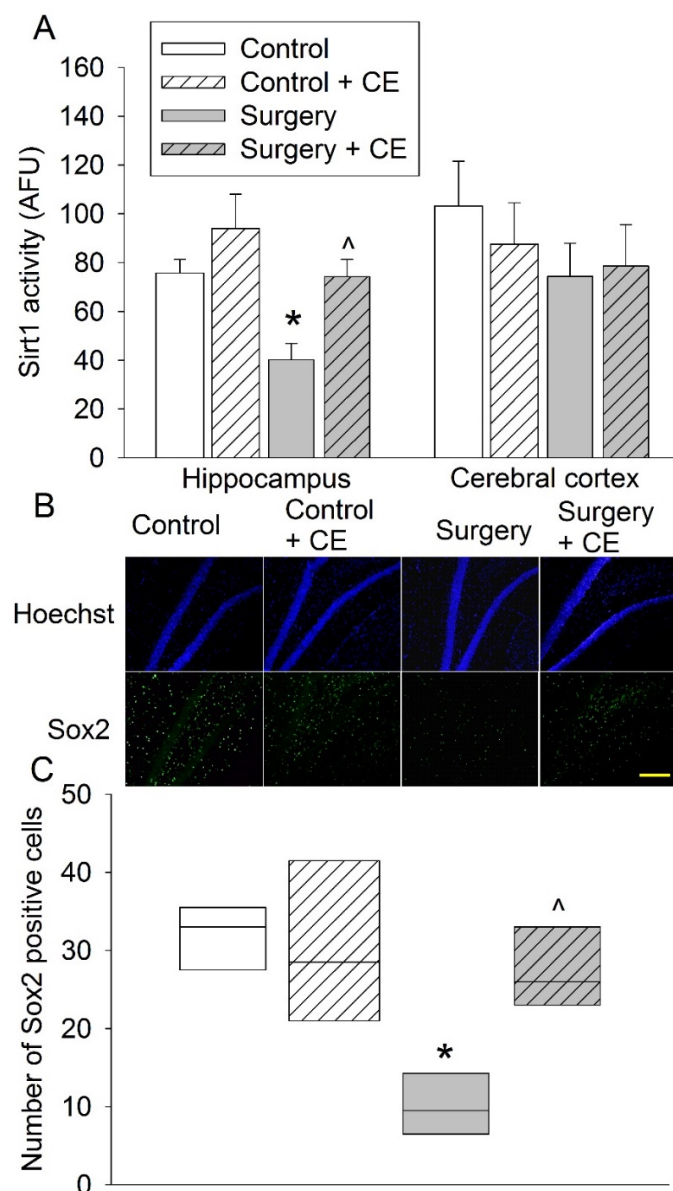 A
Control
Control + CE
Surgery
Surgery + CE
Sirt1 activity (AFU)
160
140
120
100
80
60
40
20
0
^
*
Hippocampus
Cerebral cortex
B
Control
Control
+ CE
Surgery
Surgery
+ CE
Hoechst
Sox2
C
Number of Sox2 positive cells
50
40
30
20
10
0
^
*